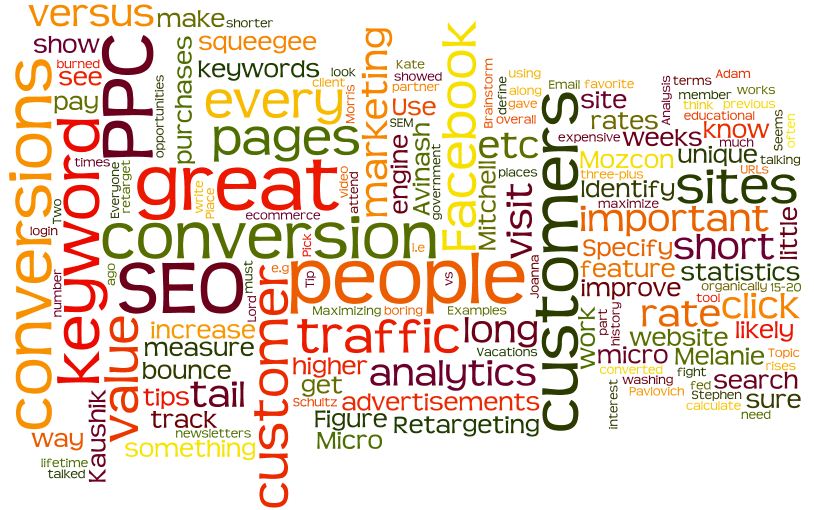 versus
make
shorter
show
burned
see
pay
conversions
keyword
PPC
times
Everyone
retarget
opportunities
purchases
squeegee
keywords
every
pages
great
write
Place
ecommerce
conversion
SEO
ago
must
Lord
e.g
Tip
Pick
i.e
people
vs
client
look
Morris
video
attend
marketing
Kate
showed
partner
Use
SEM
engine
Avinash
government
Facebook
Brainstorm
define
using
along
gave
overall
etc
Mitchell
places
visit
Joanna
customers
Email
favorite
site
rates
expensive
Mozcon
three-plus
Identify
maximize
important
Specify
feature
improve
Analysis
terms
Adam
member
works
think
previous
educational
weeks
know
much
Seems
often
unique
talking
URLs
sites
short
little
statistics
organically
15-20
tool
rate
click
likely
website
part
history
work
micro
Melanie
Topic
rises
converted
fight
search
washing
fed
Pavlovich
Stephen
sure
calculate
need
interest
login
Two
number
value
increase
measure
bounce
tips
tail
track
newsletters
something
way
Kaushik
lifetime
talked
customer
Maximizing
boring
Examples
traffic
long
Vacations
higher
get
analytics
Schultz
advertisements
Figure
Retargeting
Micro